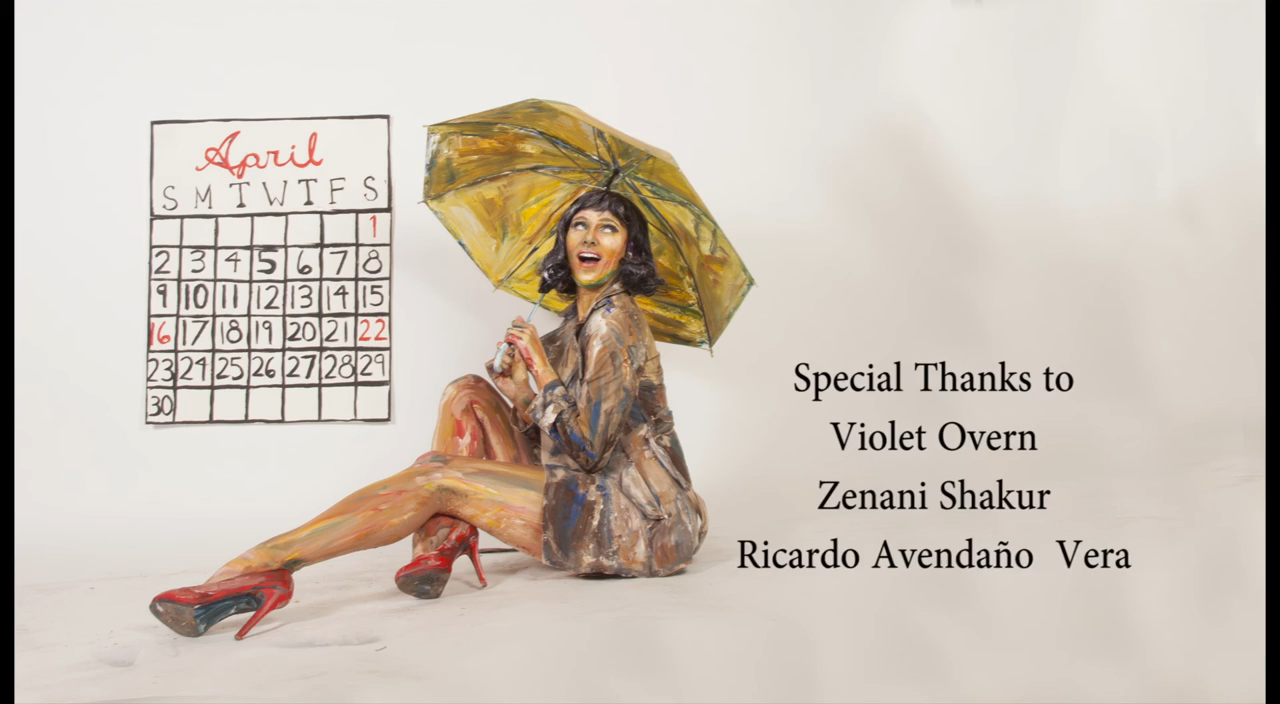 April
S M T W T F S
1
2 3 4 5 6 7 8
9 10 11 12 13 14 15
16 17 18 19 20 21 22
23 24 25 26 27 28 29
30
Special Thanks to
Violet Overn
Zenani Shakur
Ricardo Avendaño Vera